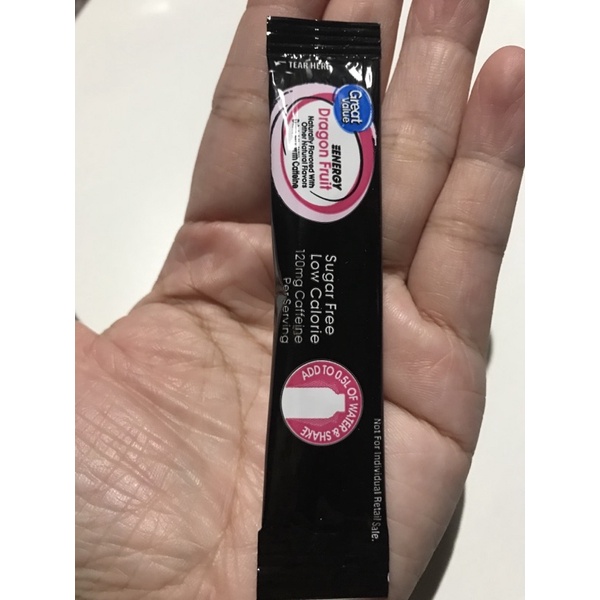 TEAR HERE
Great
Value
ENERGY
Dragon Fruit
Naturally Flavored With
Other Natural Flavors
with Caffeine
Sugar Free
Low Calorie
120mg Caffeine
Per Serving
ADD TO 0.5L OF WATER & SHAKE
Not For Individual Retail Sale.